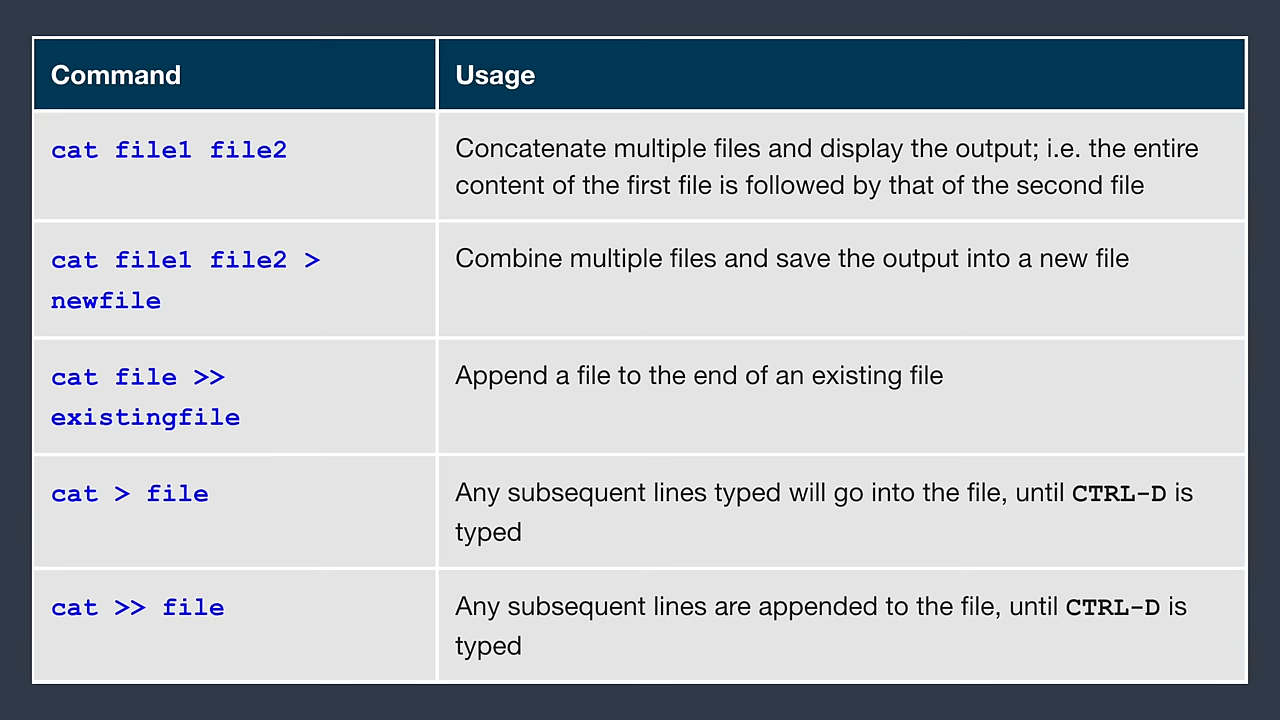 Command
Usage
cat file1 file2
Concatenate multiple files and display the output; i.e. the entire
content of the first file is followed by that of the second file
cat file1 file2 >
newfile
Combine multiple files and save the output into a new file
cat file >>
existingfile
Append a file to the end of an existing file
cat > file
Any subsequent lines typed will go into the file, until CTRL-D is
typed
cat >> file
Any subsequent lines are appended to the file, until CTRL-D is
typed